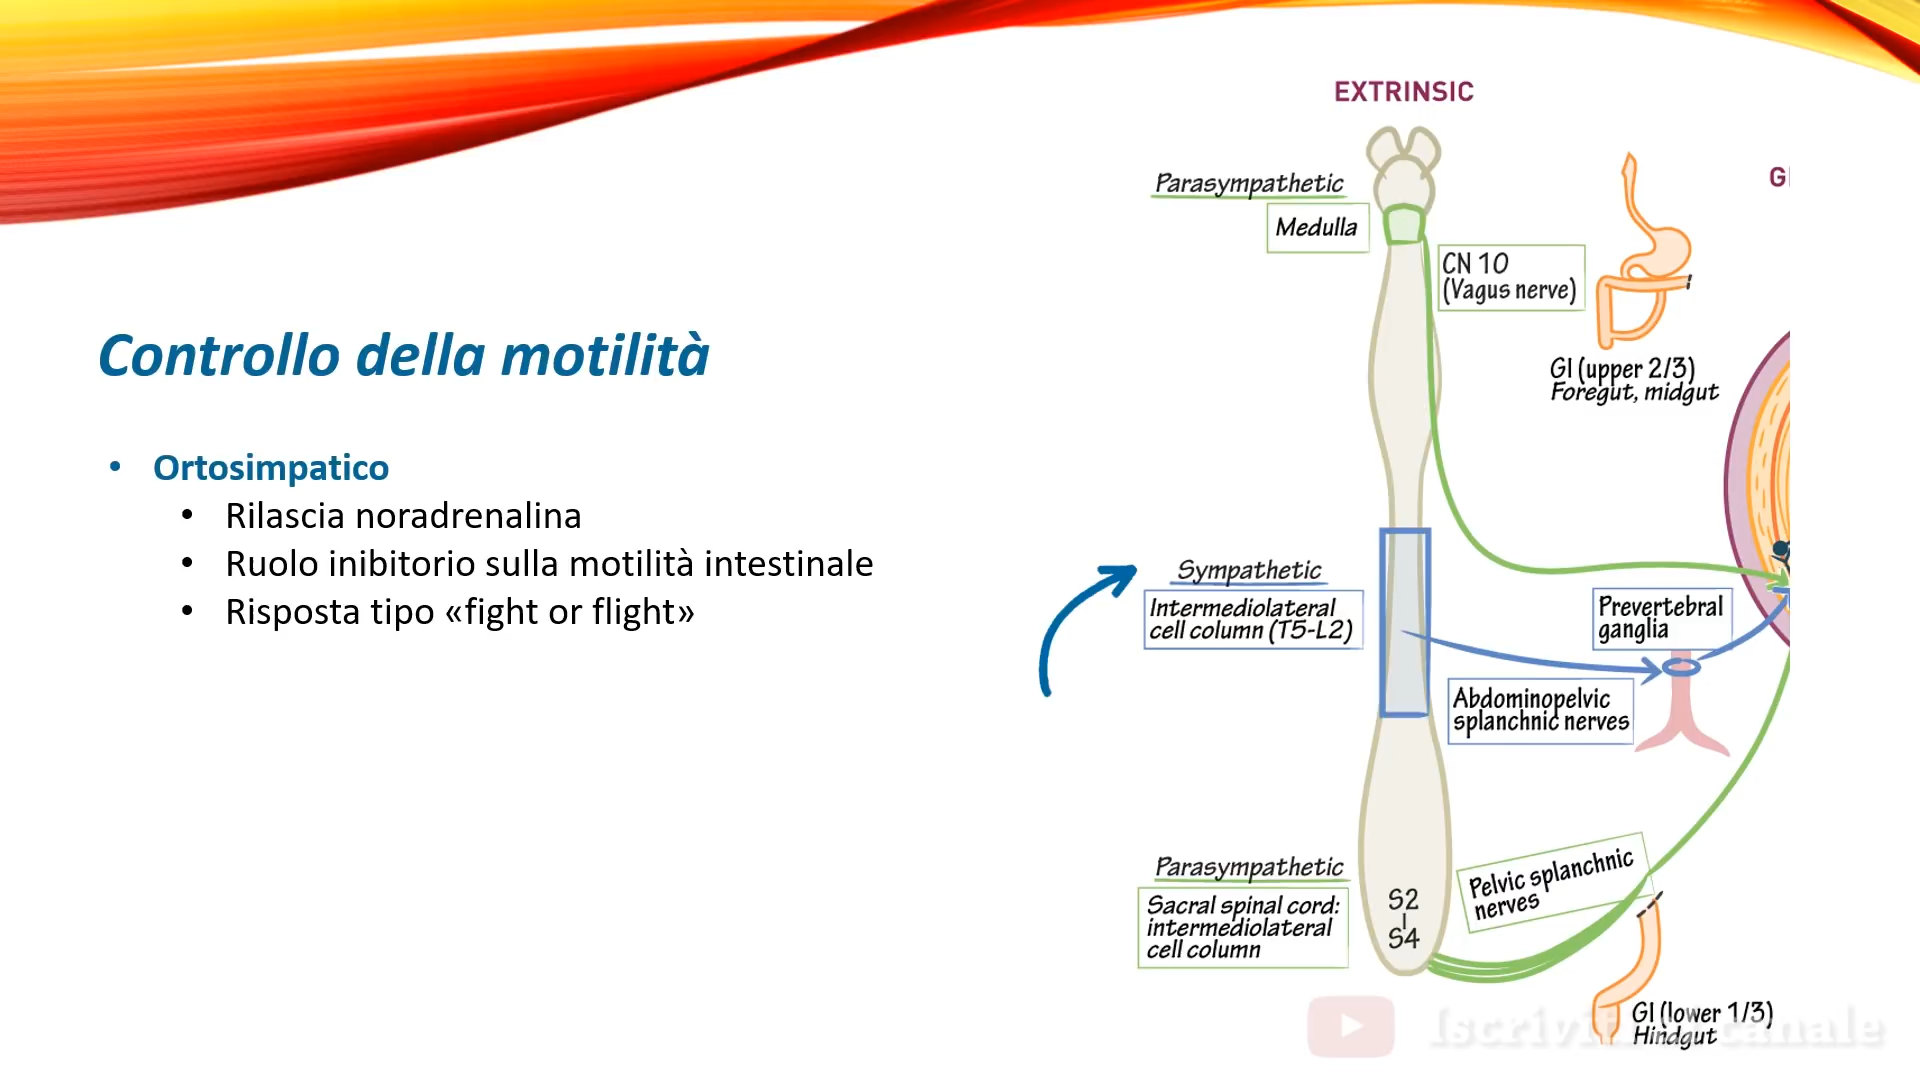 Controllo della motilità
• Ortosimpatico
• Rilascia noradrenalina
• Ruolo inibitorio sulla motilità intestinale
• Risposta tipo «fight or flight»
EXTRINSIC
Parasympathetic
Medulla
CN 10
(Vagus nerve)
GI (upper 2/3)
Foregut, midgut
Sympathetic
Intermediolateral
cell column (T5-L2)
Prevertebral
ganglia
Abdominopelvic
splanchnic nerves
Parasympathetic
Sacral spinal cord:
intermediolateral
cell column
S2
S4
Pelvic splanchnic
nerves
GI (lower 1/3)
Hindgut
canale